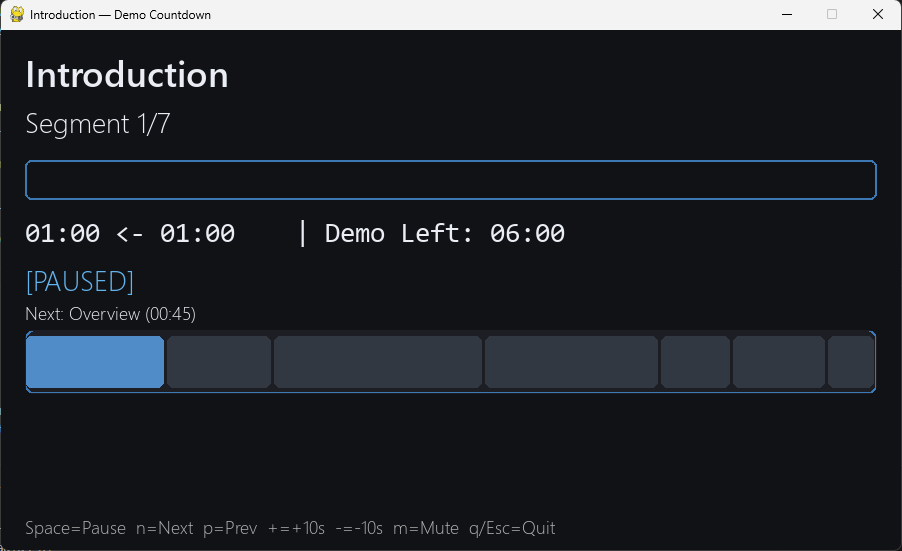 Introduction — Demo Countdown
Introduction
Segment 1/7
01:00 <- 01:00    | Demo Left: 06:00
[PAUSED]
Next: Overview (00:45)
Space=Pause  n=Next  p=Prev  +=+10s  -=-10s  m=Mute  q/Esc=Quit